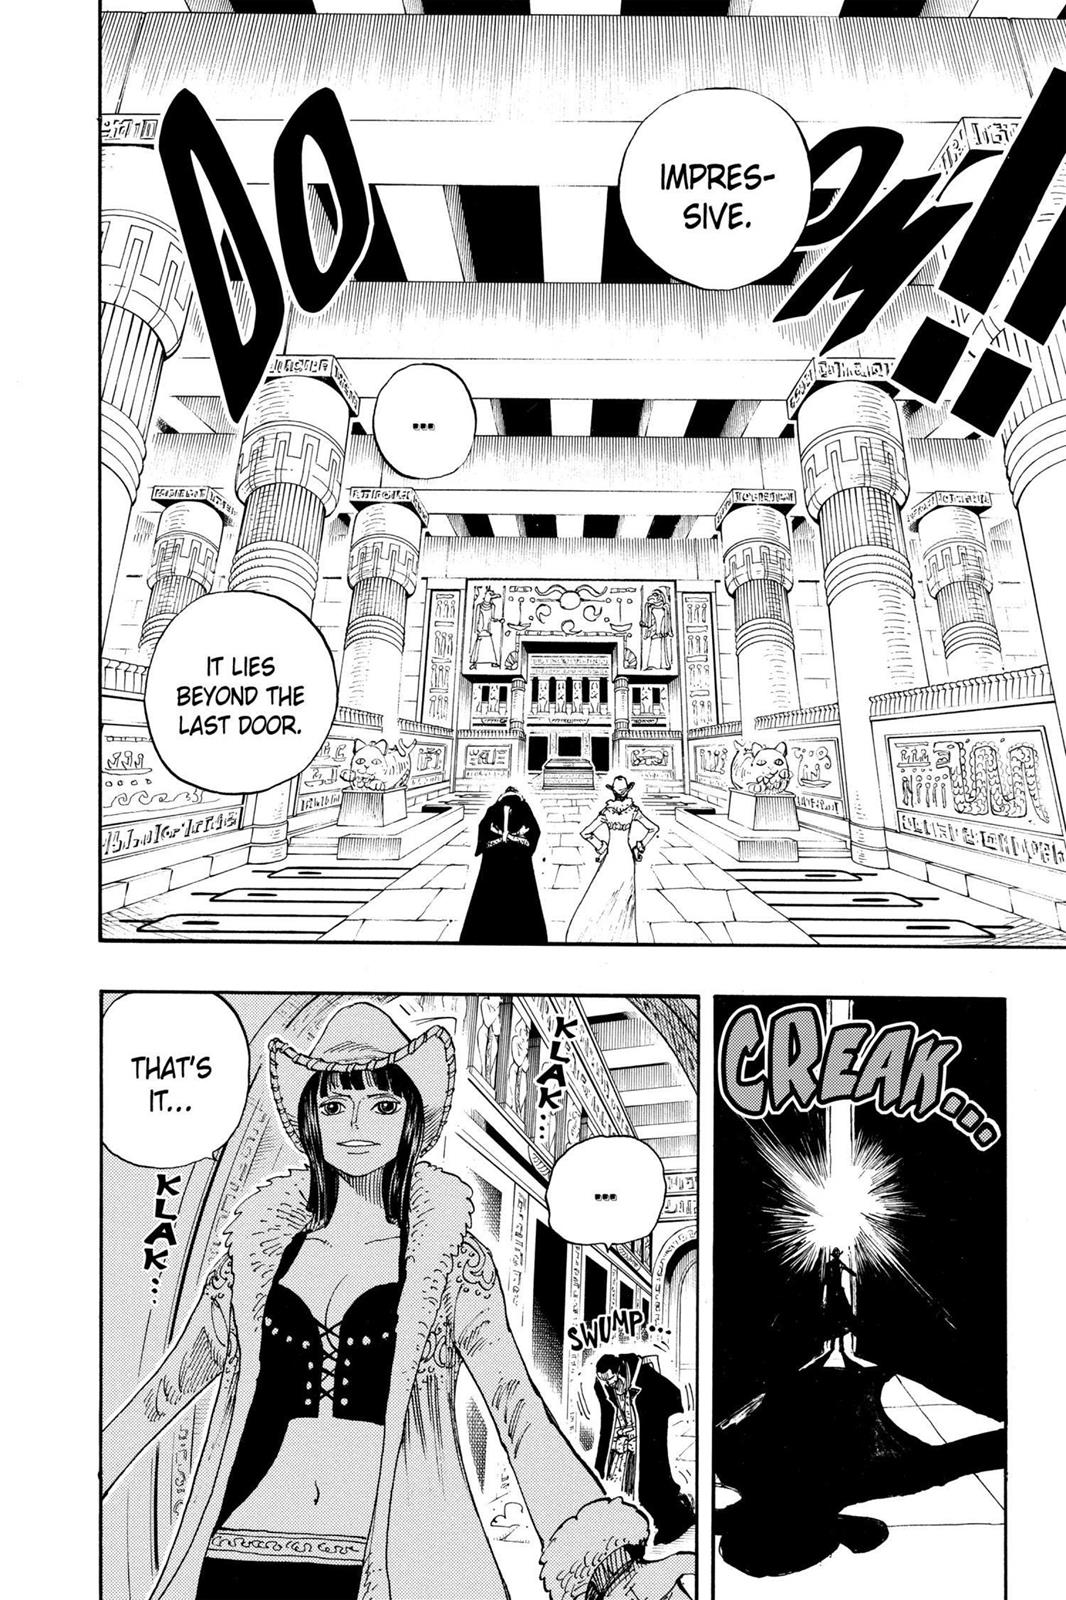 DOOM!!
IMPRES-
SIVE.
...
IT LIES
BEYOND THE
LAST DOOR.
CREAK...
KLAK...
...
SWUMP...
THAT'S
IT...
KLAK...